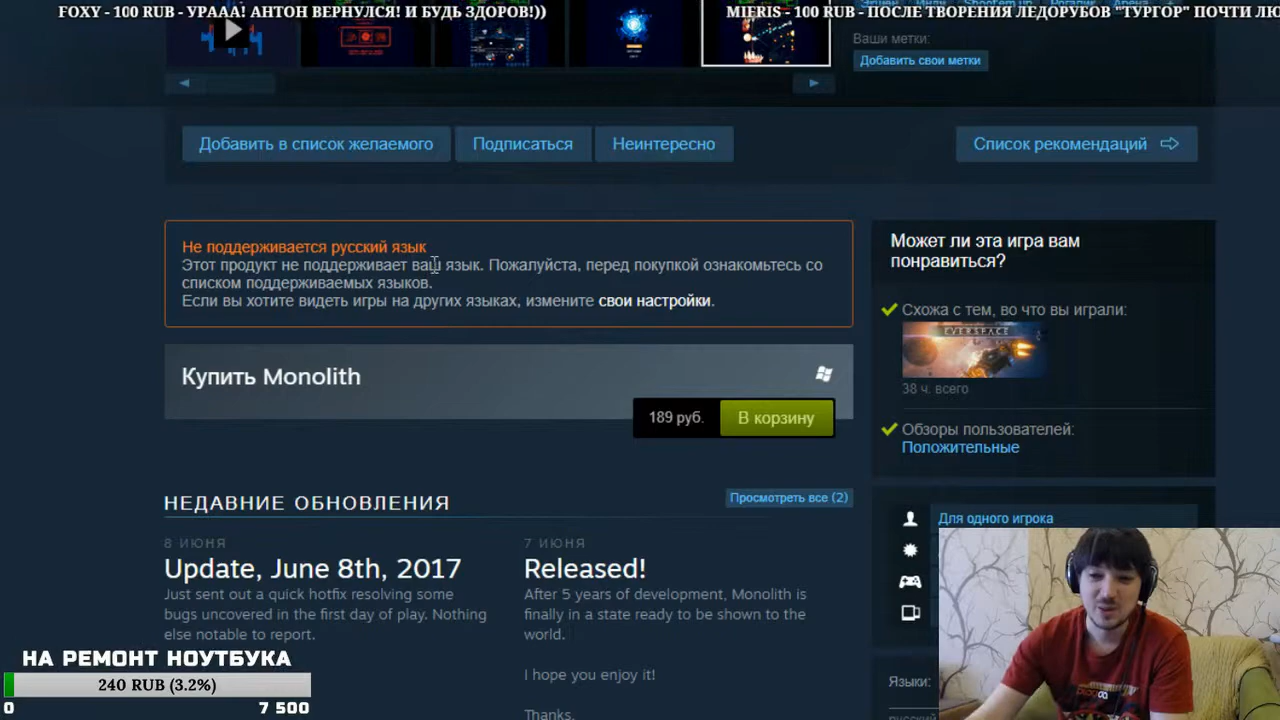 FOXY - 100 RUB - УРААА! АНТОН ВЕРНУЛСЯ! И БУДЬ ЗДОРОВ!))
MIERIS - 100 RUB - ПОСЛЕ ТВОРЕНИЯ ЛЕДОРУБОВ "ТУРГОР" ПОЧТИ ЛЮ
Ваши метки:
Добавить свои метки
Добавить в список желаемого
Подписаться
Неинтересно
Список рекомендаций
Не поддерживается русский язык
Этот продукт не поддерживает ваш язык. Пожалуйста, перед покупкой ознакомьтесь со
списком поддерживаемых языков.
Если вы хотите видеть игры на других языках, измените свои настройки.
Может ли эта игра вам
понравиться?
Схожа с тем, во что вы играли:
EVERSPACE
38 ч. всего
Обзоры пользователей:
Положительные
Купить Monolith
189 руб.
В корзину
НЕДАВНИЕ ОБНОВЛЕНИЯ
Просмотреть все (2)
8 ИЮНЯ
Update, June 8th, 2017
Just sent out a quick hotfix resolving some
bugs uncovered in the first day of play. Nothing
else notable to report.
7 ИЮНЯ
Released!
After 5 years of development, Monolith is
finally in a state ready to be shown to the
world.
I hope you enjoy it!
Thanks,
Для одного игрока
Языки:
НА РЕМОНТ НОУТБУКА
240 RUB (3.2%)
0
7 500